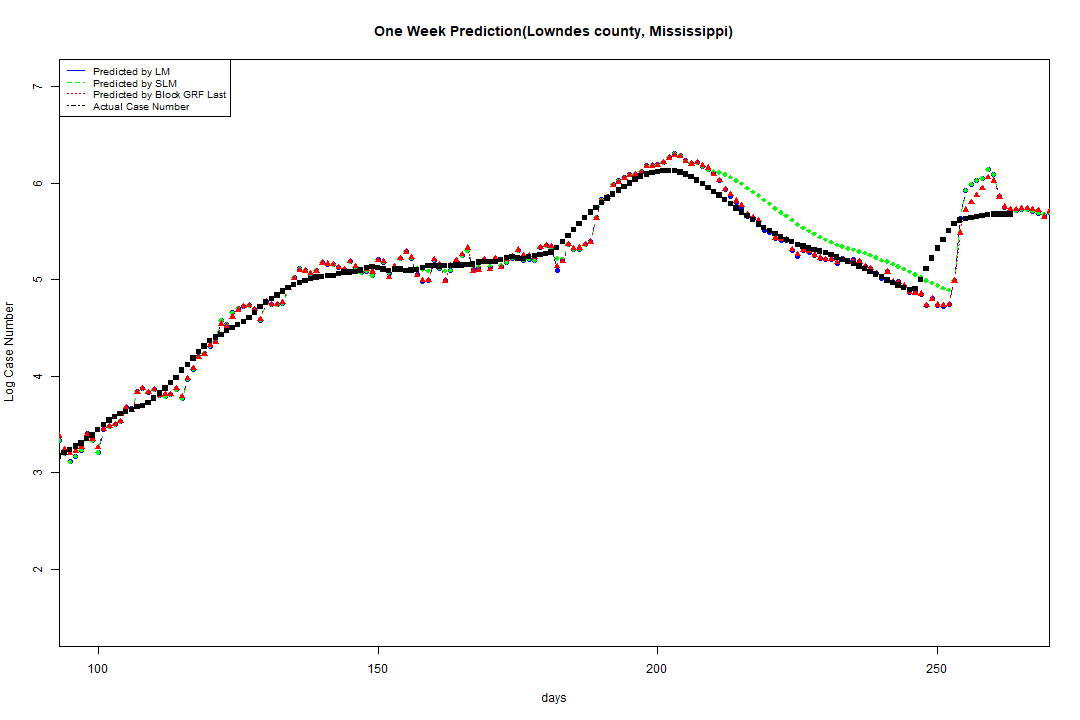 One Week Prediction(Lowndes county, Mississippi)
Predicted by LM
Predicted by SLM
Predicted by Block GRF Last
Actual Case Number
7
6
5
4
3
2
Log Case Number
100 150 200 250
days